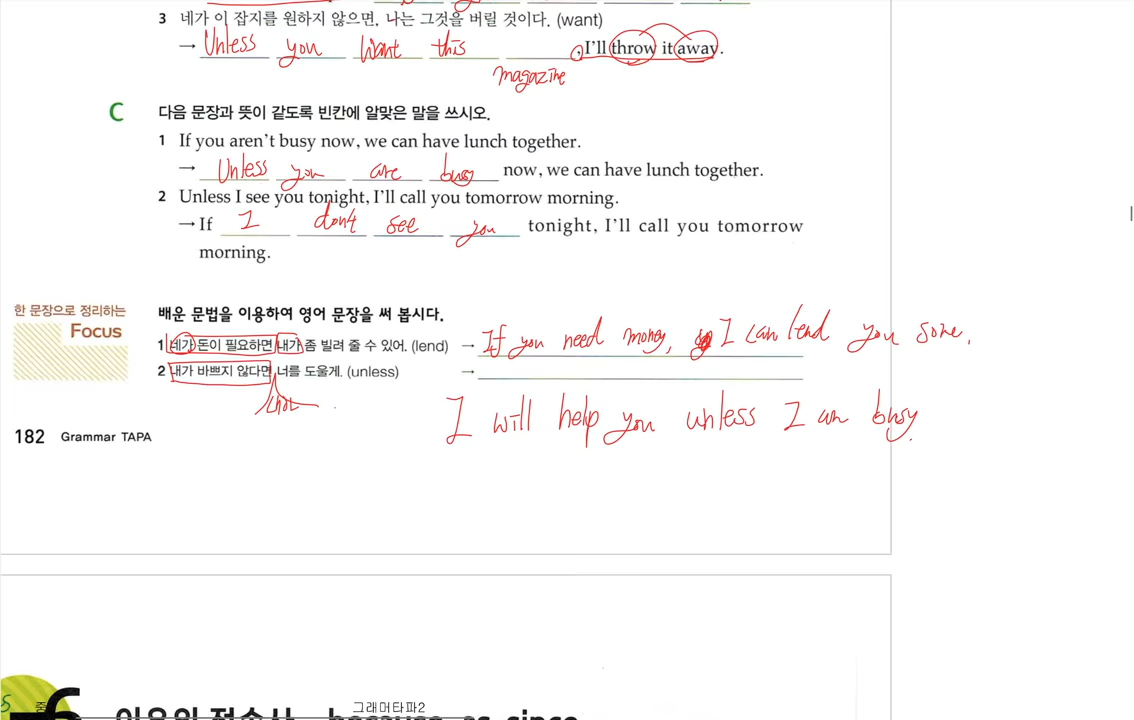 3 네가 이 잡지를 원하지 않으면, 나는 그것을 버릴 것이다. (want)
→ Unless you want this , I'll throw it away.
magazine
C 다음 문장과 뜻이 같도록 빈칸에 알맞은 말을 쓰시오.
1 If you aren't busy now, we can have lunch together.
→ Unless you are busy now, we can have lunch together.
2 Unless I see you tonight, I'll call you tomorrow morning.
→ If I don't see you tonight, I'll call you tomorrow
morning.
한 문장으로 정리하는
Focus
배운 문법을 이용하여 영어 문장을 써 봅시다.
1 네가 돈이 필요하면 내가 좀 빌려 줄 수 있어. (lend) → If you need money, I can lend you some.
2 내가 바쁘지 않다면 너를 도울게. (unless) →
I will help you unless I am busy.
182 Grammar TAPA
그래머타파2